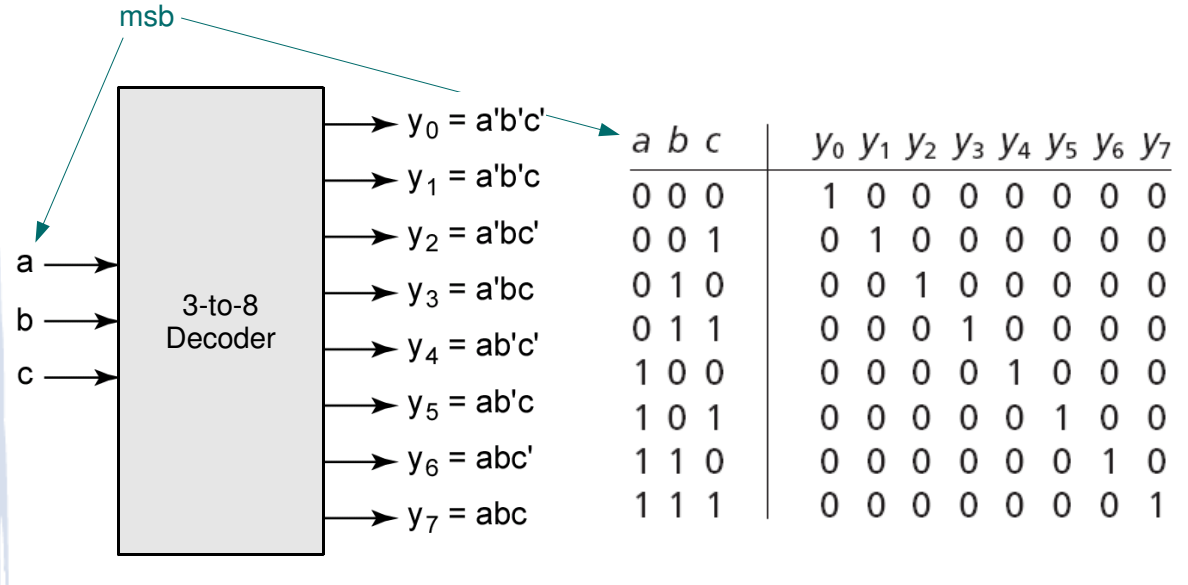 msb
a
b
c
3-to-8
Decoder
y0 = a'b'c'
y1 = a'b'c
y2 = a'bc'
y3 = a'bc
y4 = ab'c'
y5 = ab'c
y6 = abc'
y7 = abc
a b c y0 y1 y2 y3 y4 y5 y6 y7
0 0 0 1 0 0 0 0 0 0 0
0 0 1 0 1 0 0 0 0 0 0
0 1 0 0 0 1 0 0 0 0 0
0 1 1 0 0 0 1 0 0 0 0
1 0 0 0 0 0 0 1 0 0 0
1 0 1 0 0 0 0 0 1 0 0
1 1 0 0 0 0 0 0 0 1 0
1 1 1 0 0 0 0 0 0 0 1